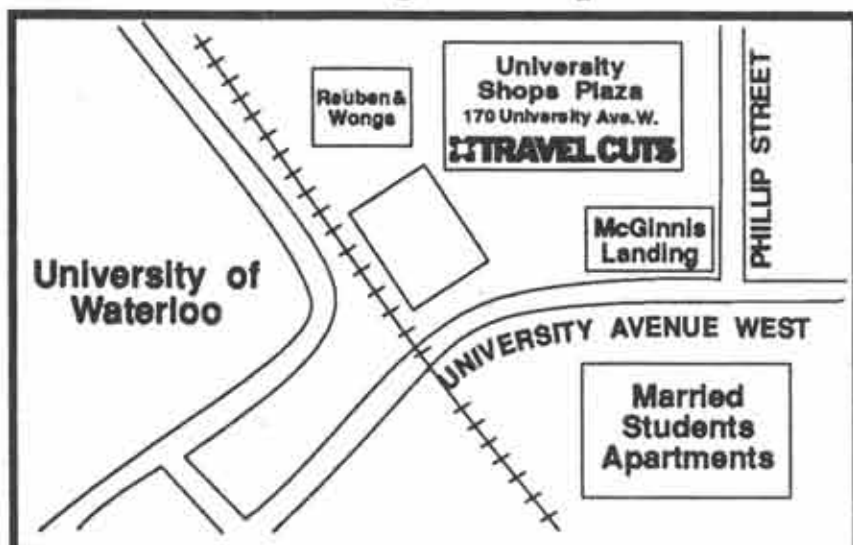 Reuben &
Wongs
University
Shops Plaza
170 University Ave.W.
TRAVEL CUTS
PHILLIP STREET
McGinnis
Landing
University of
Waterloo
UNIVERSITY AVENUE WEST
Married
Students
Apartments